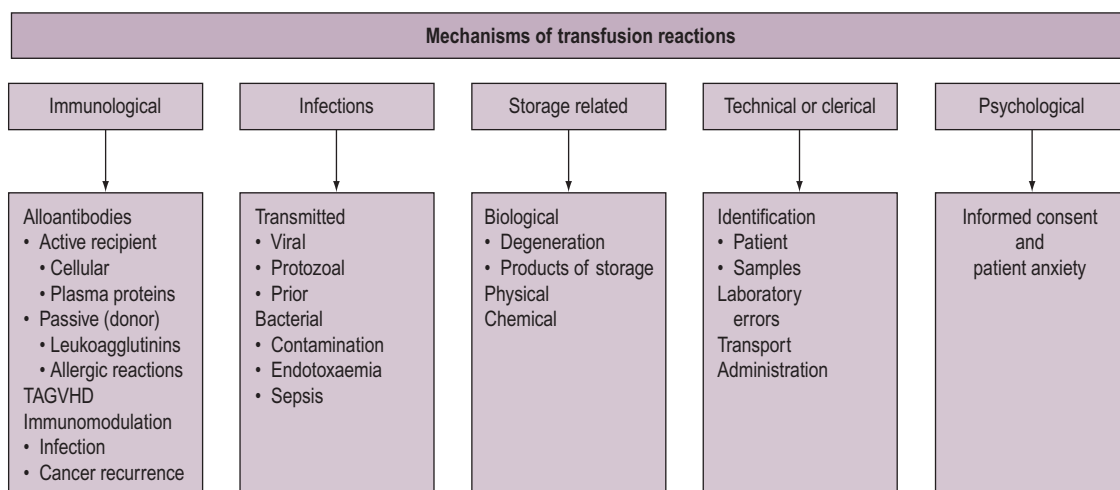 Mechanisms of transfusion reactions
Immunological
Alloantibodies
• Active recipient
• Cellular
• Plasma proteins
• Passive (donor)
• Leukoagglutinins
• Allergic reactions
TAGVHD
Immunomodulation
• Infection
• Cancer recurrence
Infections
Transmitted
• Viral
• Protozoal
• Prior
Bacterial
• Contamination
• Endotoxaemia
• Sepsis
Storage related
Biological
• Degeneration
• Products of storage
Physical
Chemical
Technical or clerical
Identification
• Patient
• Samples
Laboratory
errors
Transport
Administration
Psychological
Informed consent
and
patient anxiety